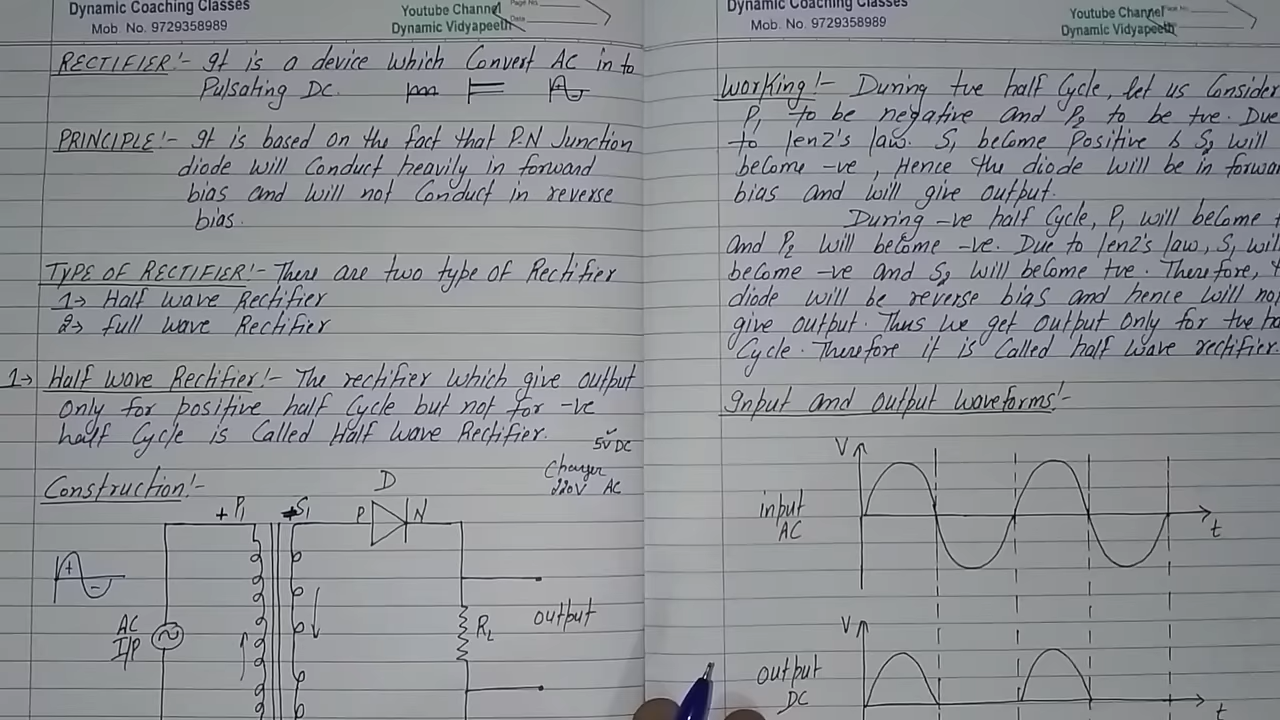 Dynamic Coaching Classes
Mob. No. 9729358989
Youtube Channel
Dynamic Vidyapeeth
Page No.
Date
RECTIFIER:- It is a device which Convert AC in to
Pulsating DC.
PRINCIPLE:- It is based on the fact that P-N Junction
diode will Conduct heavily in forward
bias and will not Conduct in reverse
bias.
TYPE OF RECTIFIER:- There are two type of Rectifier
1→ Half wave Rectifier
2→ full wave Rectifier
1→ Half wave Rectifier:- The rectifier which give output
Only for positive half Cycle but not for -ve
half Cycle is Called Half wave Rectifier.
5V DC
Charger
220V AC
Construction:-
D
+ P1
S1
P
N
+
-
AC
I/P
RL
output
Dynamic Coaching Classes
Mob. No. 9729358989
Youtube Channel
Dynamic Vidyapeeth
Working:- During +ve half Cycle, let us Consider
P1 to be negative and P2 to be +ve. Due
to lenz's law. S1 become Positive & S2 will
become -ve, Hence the diode will be in forwar
bias and will give output.
During -ve half Cycle, P1 will become +
and P2 will become -ve. Due to lenz's law, S1 wil
become -ve and S2 will become +ve. Therefore, t
diode will be reverse bias and hence will no
give output. Thus we get output Only for +ve ha
Cycle. Therefore it is Called half wave rectifier.
Input and output waveforms:-
V
input
AC
t
V
output
DC
t